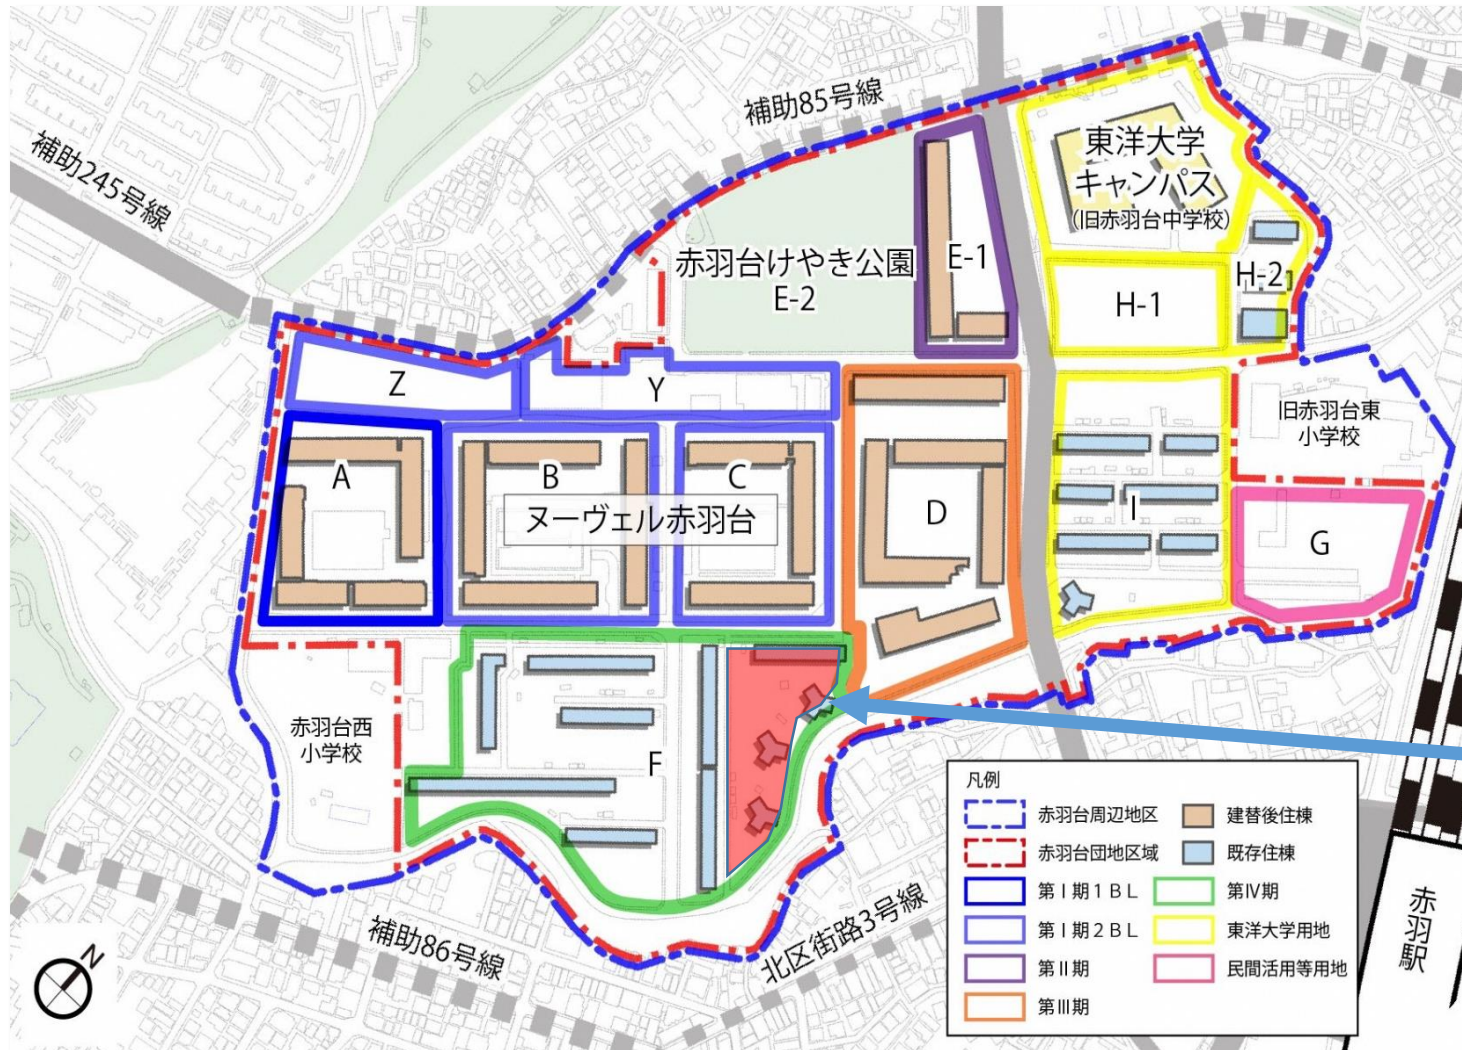 補助85号線
補助245号線
東洋大学
キャンパス
(旧赤羽台中学校)
赤羽台けやき公園
E-2
E-1
H-1
H-2
Z
Y
旧赤羽台東
小学校
A
B
C
D
I
G
ヌーヴェル赤羽台
赤羽台西
小学校
F
補助86号線
北区街路3号線
N
赤羽駅
凡例
赤羽台周辺地区
建替後住棟
赤羽台団地区域
既存住棟
第Ⅰ期1BL
第Ⅳ期
第Ⅰ期2BL
東洋大学用地
第Ⅱ期
民間活用等用地
第Ⅲ期